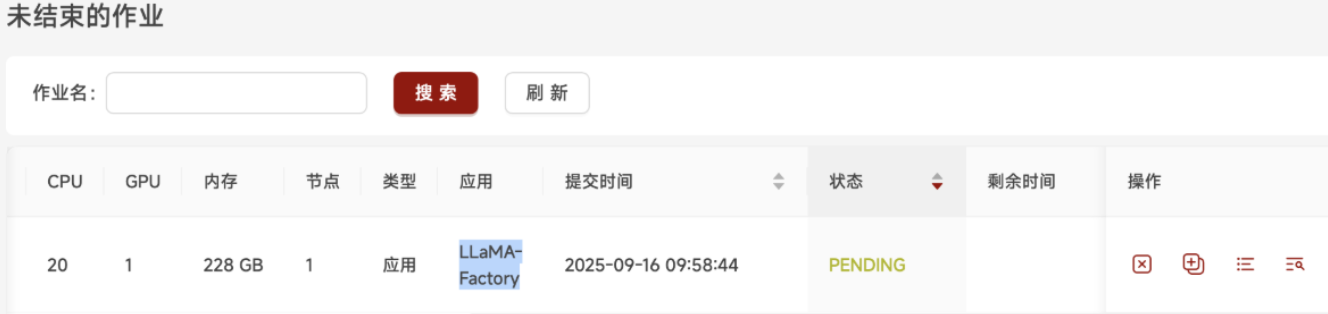 未结束的作业
作业名: 搜索 刷新
CPU GPU 内存 节点 类型 应用 提交时间 状态 剩余时间 操作
20 1 228 GB 1 应用 LLaMA- 2025-09-16 09:58:44 PENDING
Factory